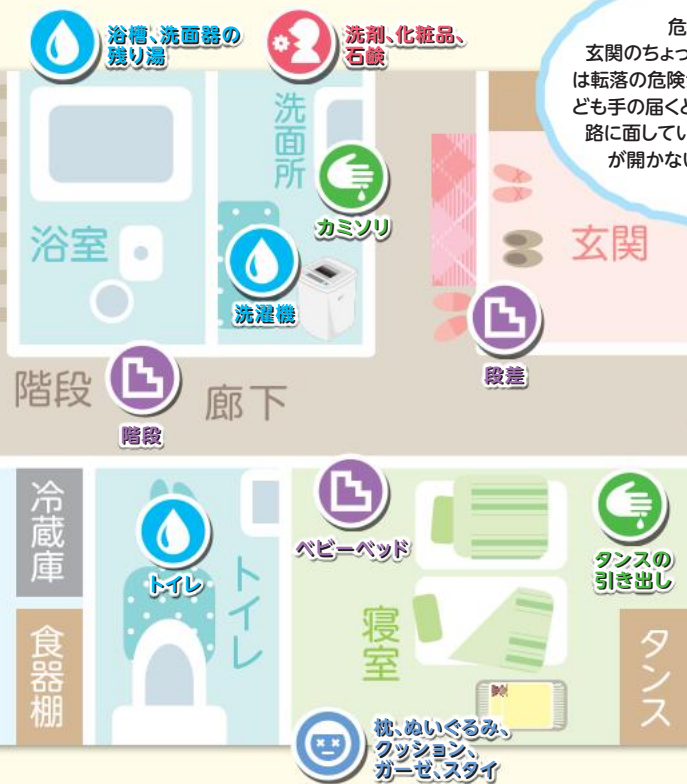 浴槽、洗面器の
残り湯
洗剤、化粧品、
石鹸
危
玄関のちょっ
は転落の危険
ども手の届くと
路に面してい
が開かない
洗面所
カミソリ
浴室
洗濯機
玄関
段差
階段
階段
廊下
冷蔵庫
食器棚
トイレ
トイレ
ベビーベッド
寝室
タンスの
引き出し
タンス
枕、ぬいぐるみ、
クッション、
ガーゼ、スタイ